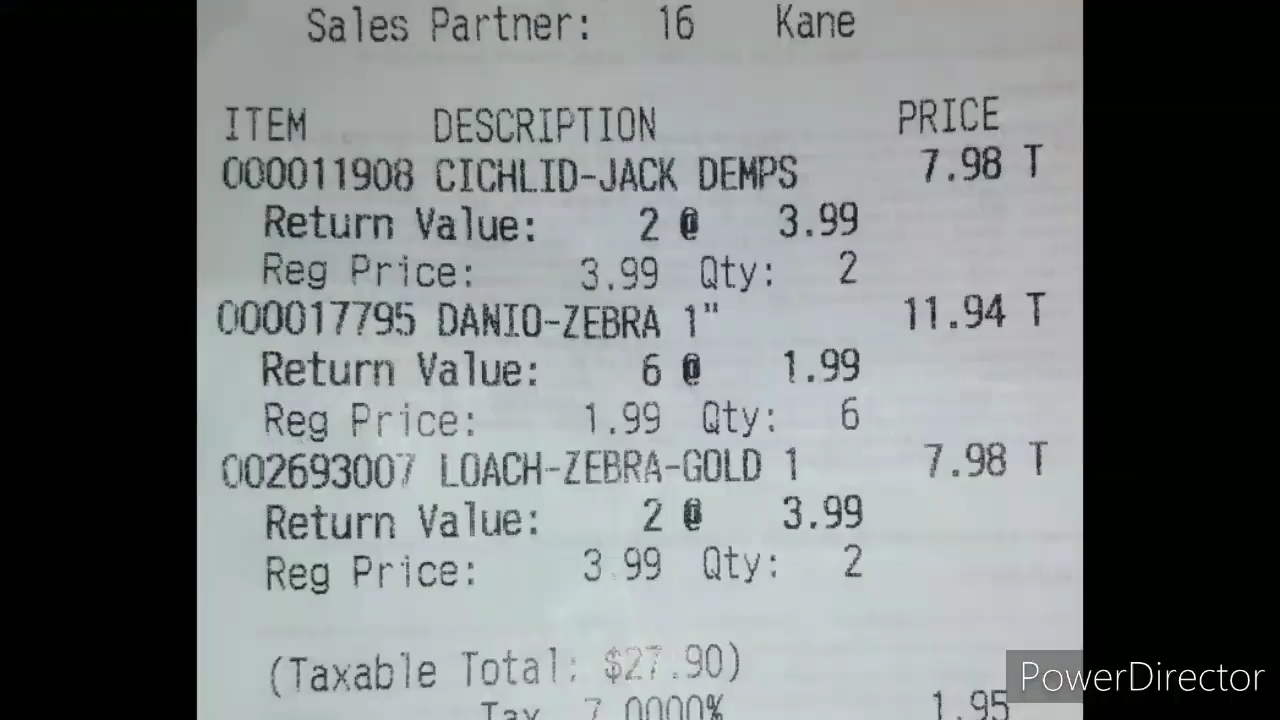 Sales Partner: 16 Kane
ITEM DESCRIPTION PRICE
000011908 CICHLID-JACK DEMPS 7.98 T
Return Value: 2 @ 3.99
Reg Price: 3.99 Qty: 2
000017795 DANIO-ZEBRA 1" 11.94 T
Return Value: 6 @ 1.99
Reg Price: 1.99 Qty: 6
002693007 LOACH-ZEBRA-GOLD 1 7.98 T
Return Value: 2 @ 3.99
Reg Price: 3.99 Qty: 2
(Taxable Total: $27.90)
Tax 7.0000% 1.95
PowerDirector